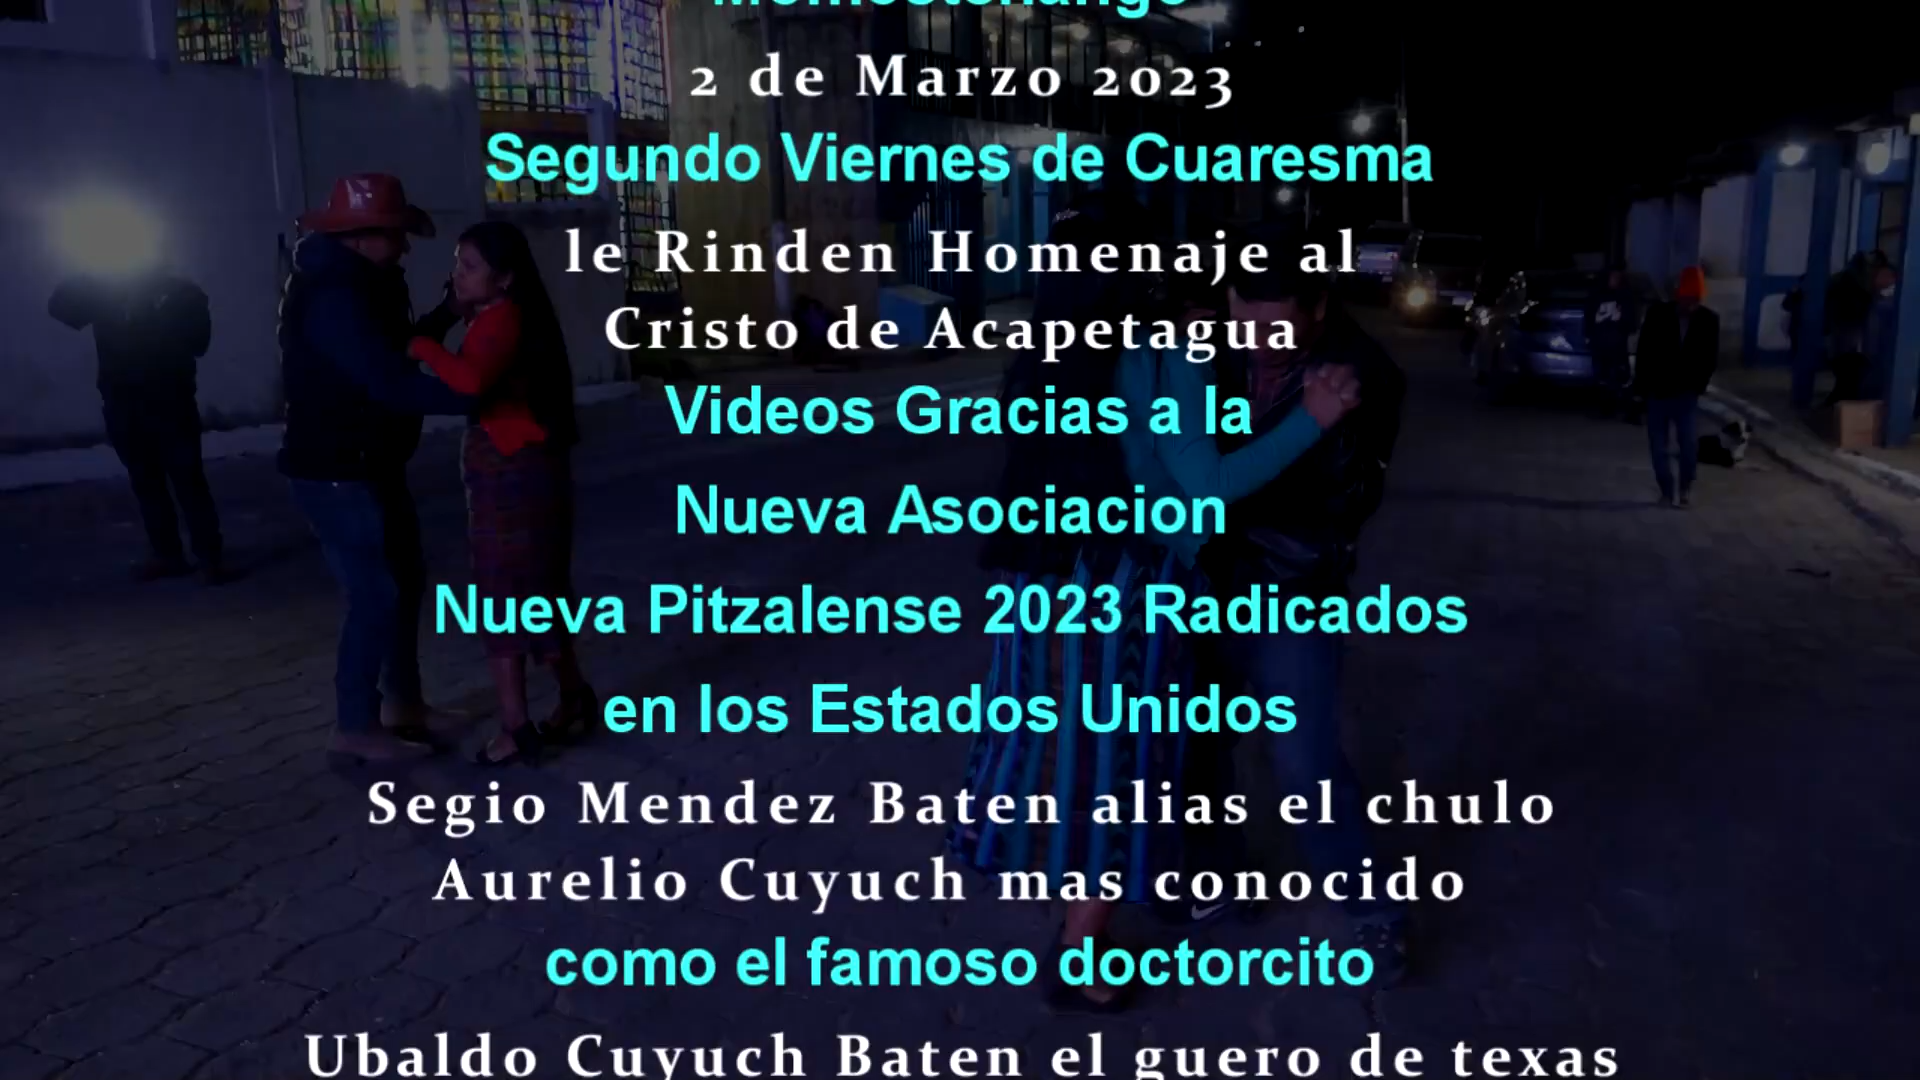 Momostenango
2 de Marzo 2023
Segundo Viernes de Cuaresma
le Rinden Homenaje al
Cristo de Acapetagua
Videos Gracias a la
Nueva Asociacion
Nueva Pitzalense 2023 Radicados
en los Estados Unidos
Segio Mendez Baten alias el chulo
Aurelio Cuyuch mas conocido
como el famoso doctorcito
Ubaldo Cuyuch Baten el guero de texas